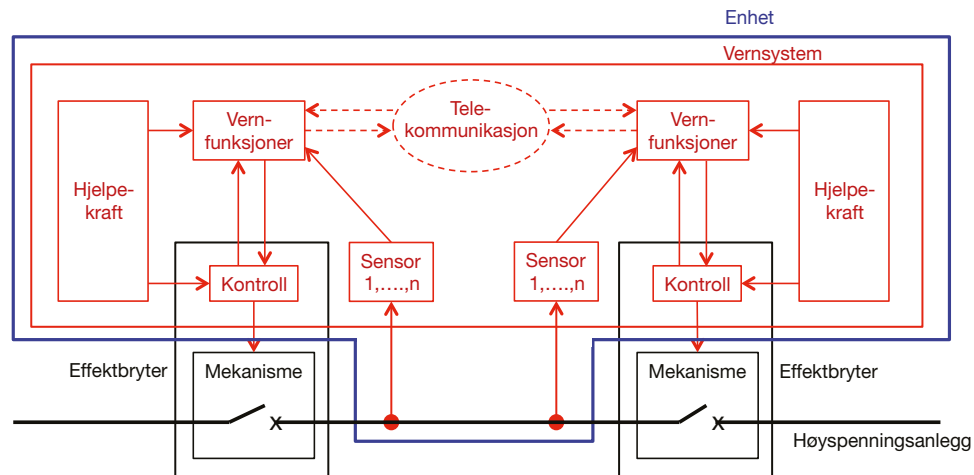 Enhet
Vernsystem
Vern-
funksjoner
Tele-
kommunikasjon
Vern-
funksjoner
Hjelpe-
kraft
Hjelpe-
kraft
Sensor
1,....,n
Sensor
1,....,n
Kontroll
Kontroll
Effektbryter
Mekanisme
Mekanisme
Effektbryter
x
x
Høyspenningsanlegg